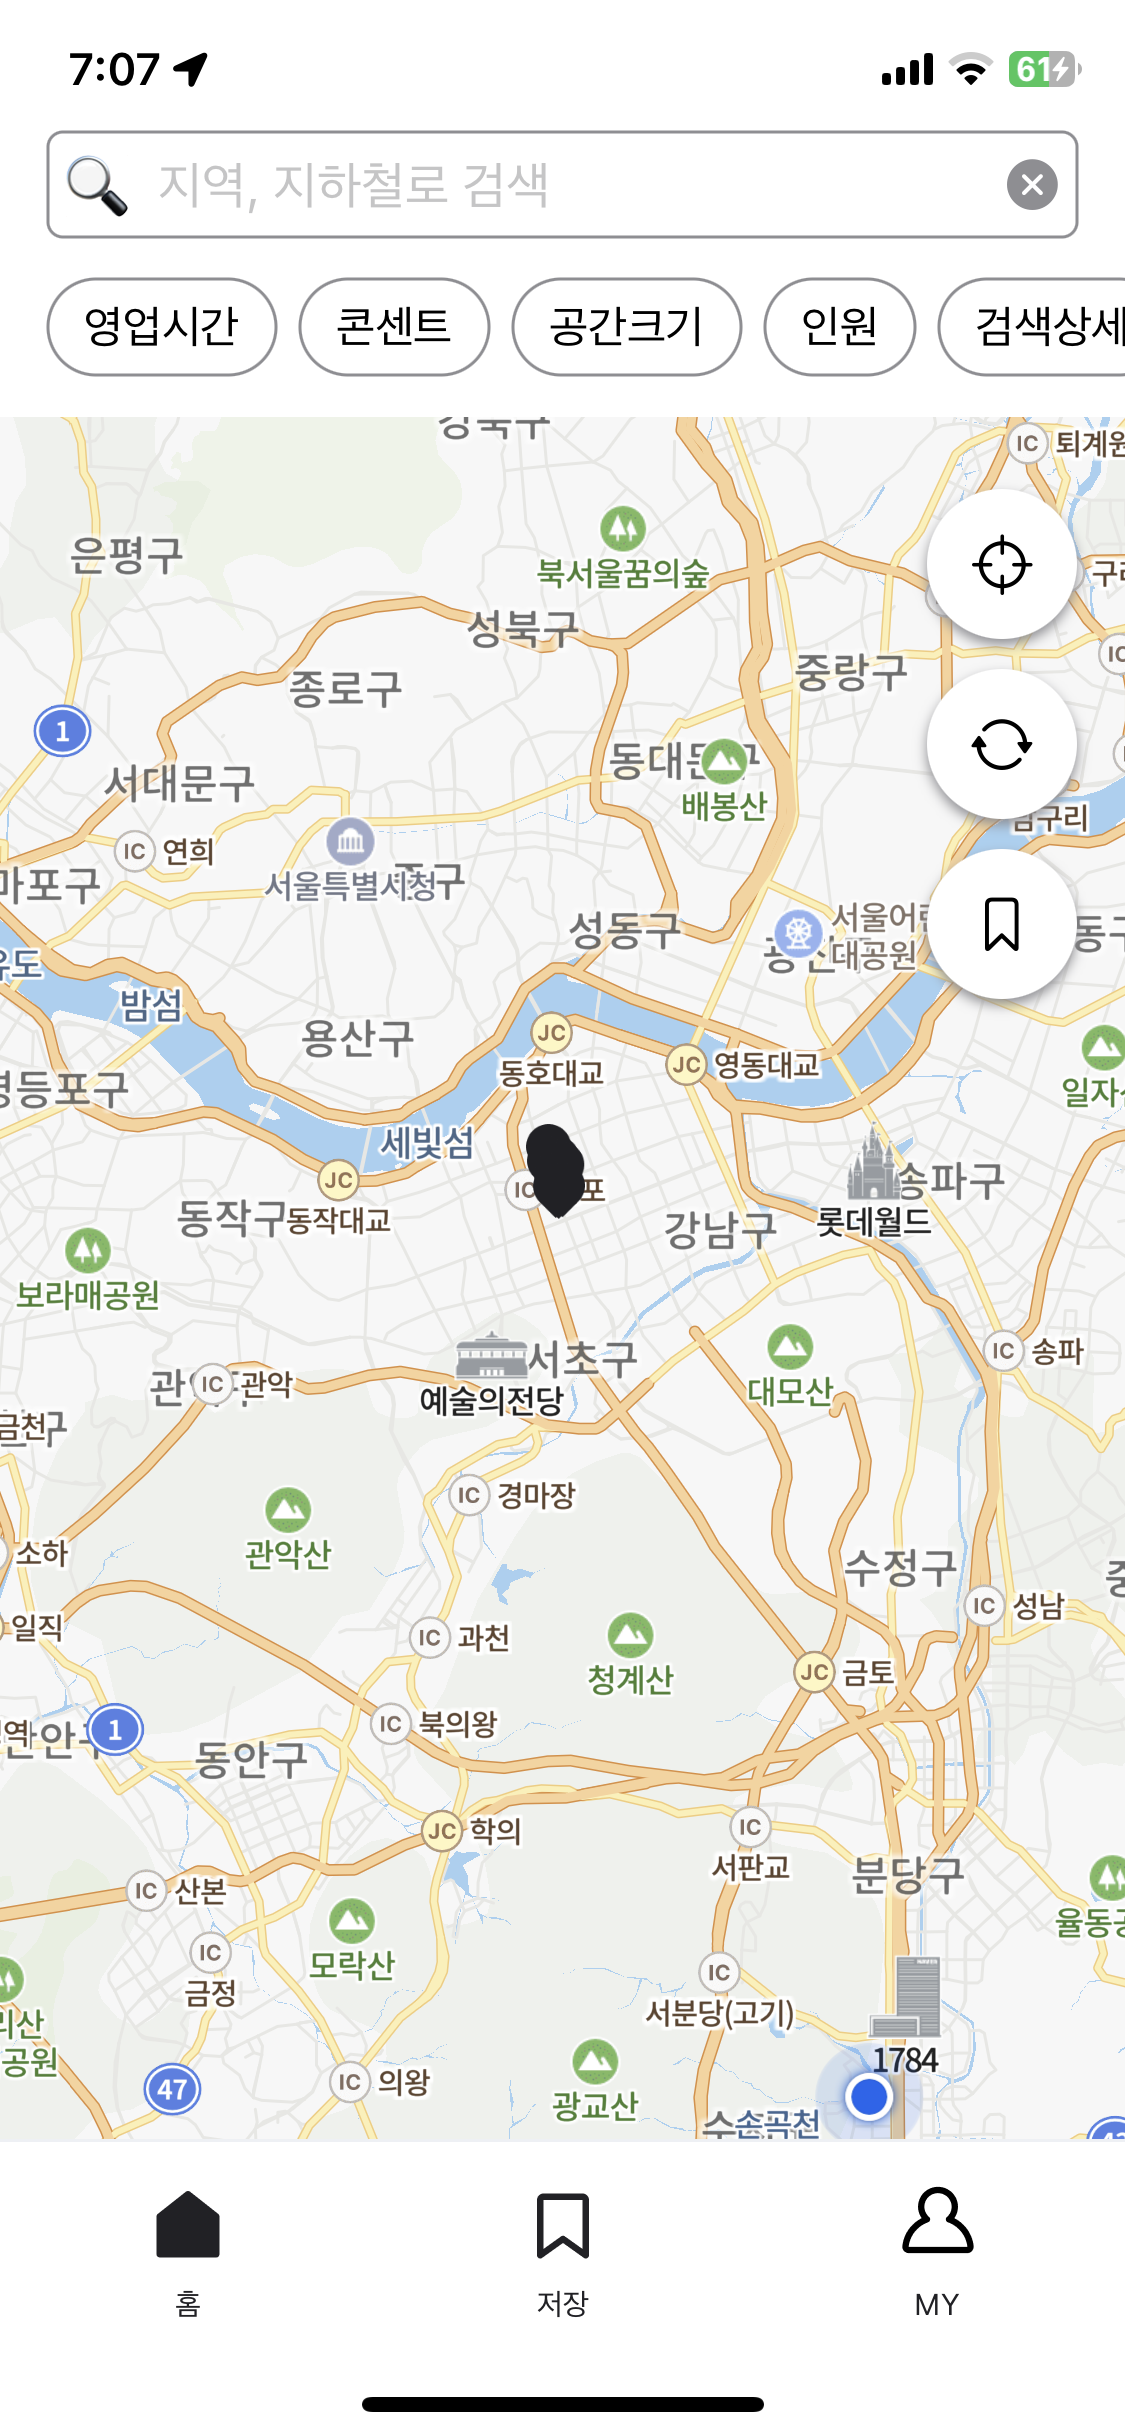 7:07
61
지역, 지하철로 검색
영업시간
콘센트
공간크기
인원
검색상세
강북구
IC
퇴계원
은평구
북서울꿈의숲
성북구
중랑구
IC
종로구
1
서대문구
동대문구
배봉산
IC
연희
마포구
서울특별시청
중구
성동구
서울어린
대공원
동구
밤섬
용산구
JC
동호대교
JC
영동대교
영등포구
일자산
세빛섬
JC
동작대교
동작구
IC
포
송파구
롯데월드
강남구
보라매공원
서초구
예술의전당
IC
송파
대모산
IC
관악
금천
IC
경마장
관악산
소하
수정구
IC
성남
일직
IC
과천
청계산
JC
금토
IC
북의왕
1
동안구
JC
학의
IC
서판교
분당구
IC
산본
율동공
모락산
IC
금정
IC
서분당(고기)
NAVER
1784
리산
공원
47
IC
의왕
광교산
손곡천
홈
저장
MY